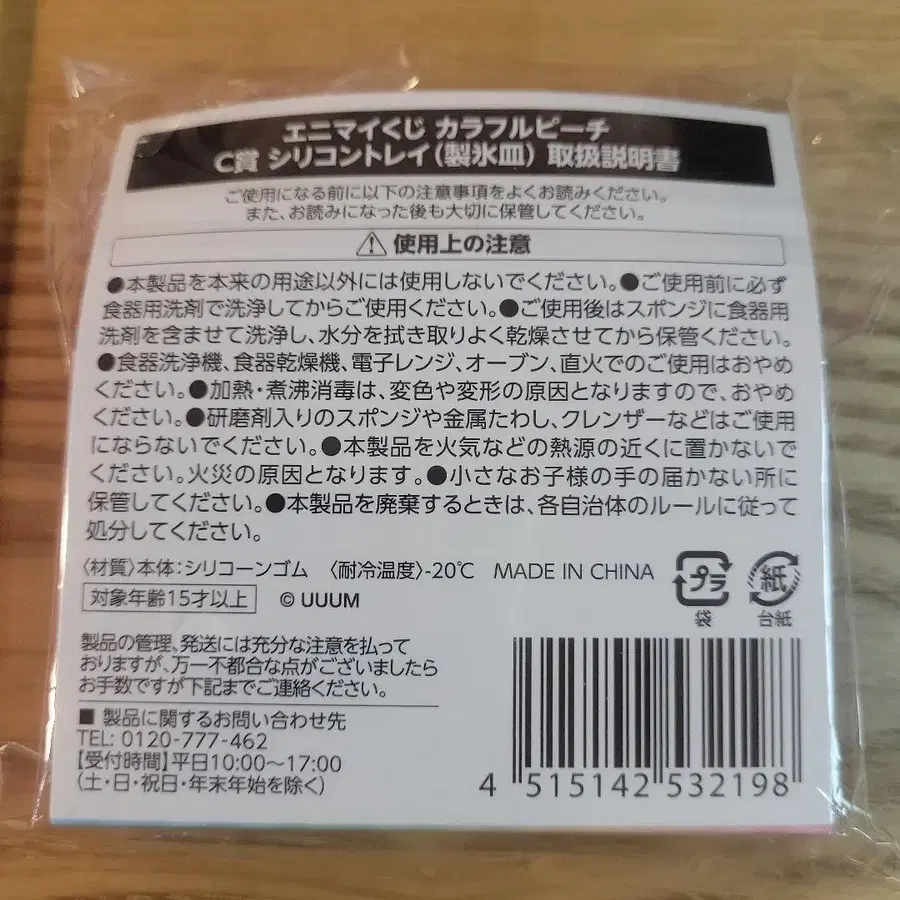 エニマイくじ カラフルピーチ
C賞 シリコントレイ(製氷皿) 取扱説明書
ご使用になる前に以下の注意事項をよくお読みください。
また、お読みになった後も大切に保管してください。
⚠使用上の注意
●本製品を本来の用途以外には使用しないでください。●ご使用前に必ず
食器用洗剤で洗浄してからご使用ください。●ご使用後はスポンジに食器用
洗剤を含ませて洗浄し、水分を拭き取りよく乾燥させてから保管ください。
●食器洗浄機、食器乾燥機、電子レンジ、オーブン、直火でのご使用はおやめ
ください。●加熱・煮沸消毒は、変色や変形の原因となりますので、おやめ
ください。●研磨剤入りのスポンジや金属たわし、クレンザーなどはご使用
にならないでください。●本製品を火気などの熱源の近くに置かないで
ください。火災の原因となります。●小さなお子様の手の届かない所に
保管してください。●本製品を廃棄するときは、各自治体のルールに従って
処分してください。
〈材質〉本体:シリコーンゴム 〈耐冷温度〉-20℃ MADE IN CHINA
対象年齢15才以上 © UUUM
プラ
袋
紙
台紙
製品の管理、発送には充分な注意を払って
おりますが、万一不都合な点がございましたら
お手数ですが下記までご連絡ください。
■ 製品に関するお問い合わせ先
TEL: 0120-777-462
【受付時間】平日10:00〜17:00
(土・日・祝日・年末年始を除く)
4 515142 532198